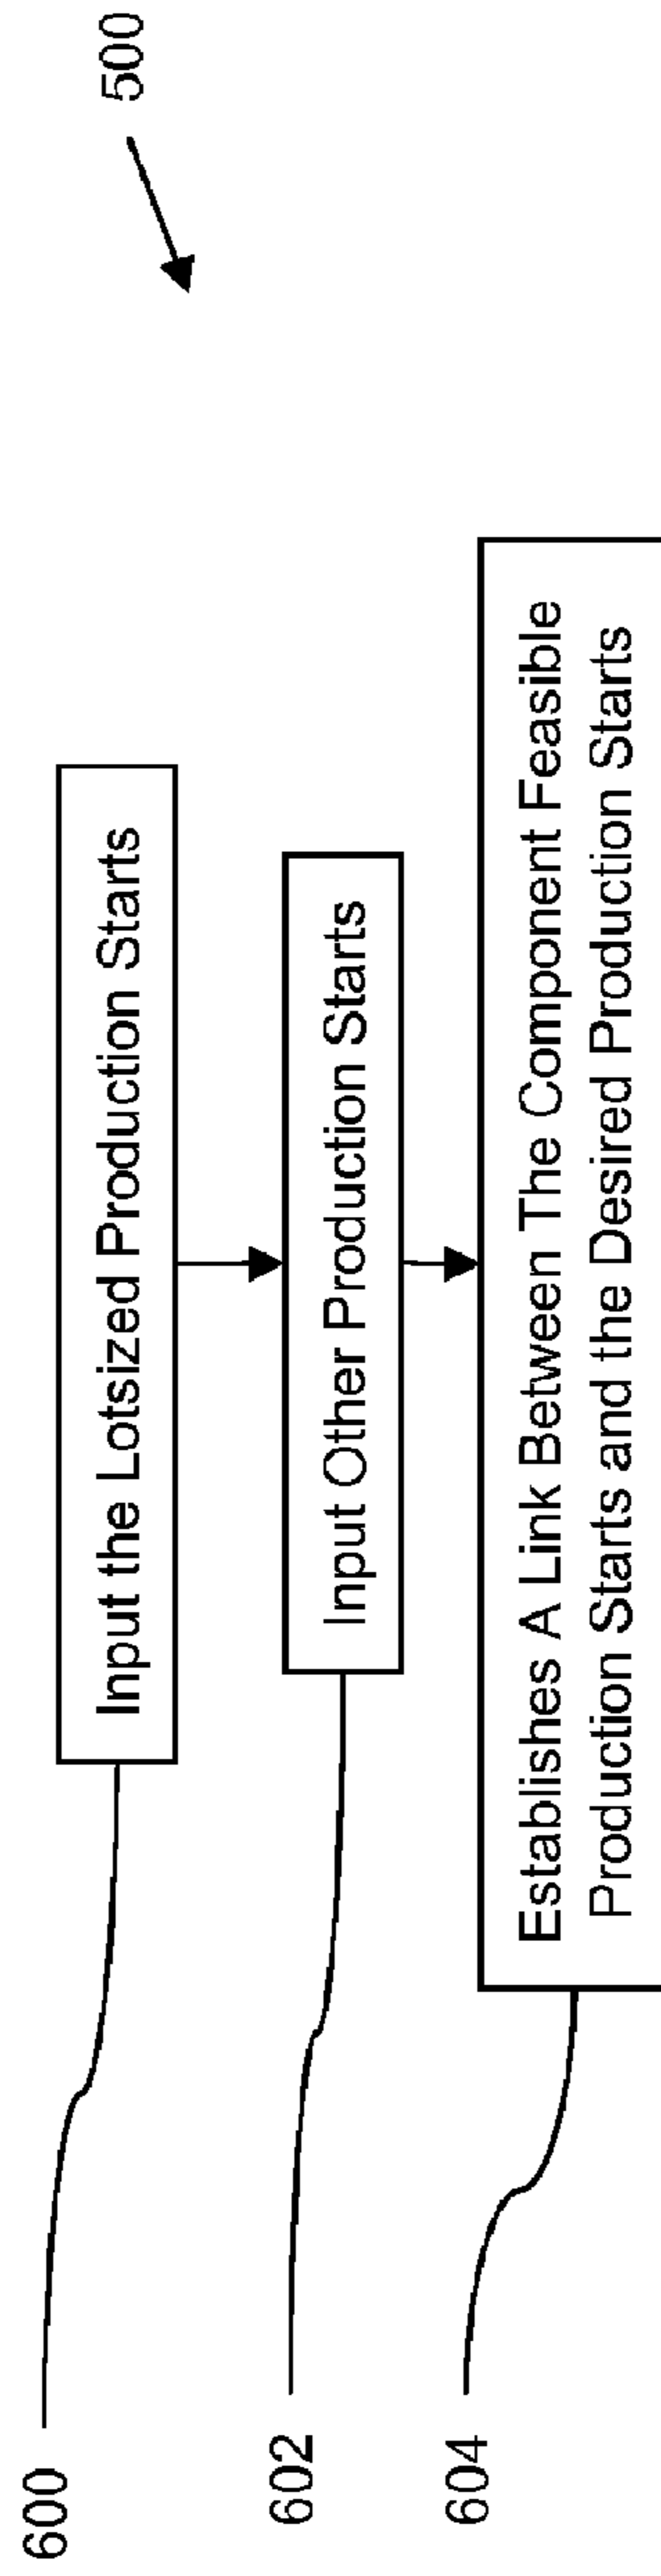 500
600
Input the Lotsized Production Starts
602
Input Other Production Starts
604
Establishes A Link Between The Component Feasible
Production Starts and the Desired Production Starts